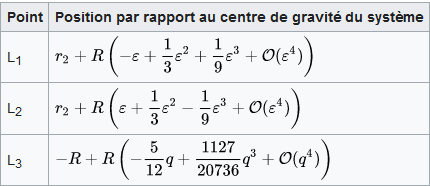 Point Position par rapport au centre de gravité du système
L₁ r₂ + R(−ε + 1/3 ε² + 1/9 ε³ + 𝒪(ε⁴))
L₂ r₂ + R(ε + 1/3 ε² − 1/9 ε³ + 𝒪(ε⁴))
L₃ −R + R(−5/12 q + 1127/20736 q³ + 𝒪(q⁴))